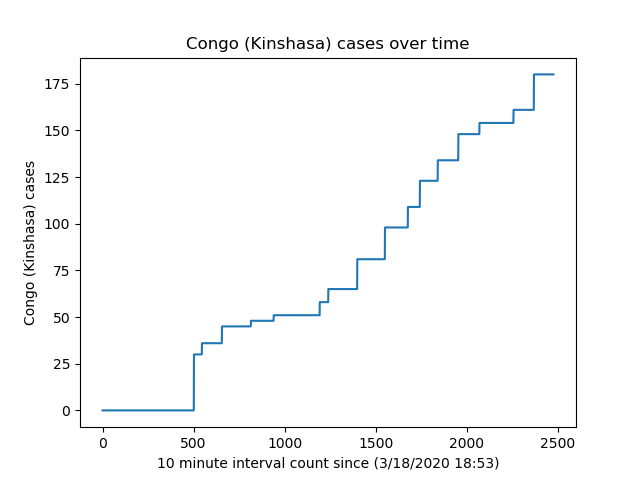 Congo (Kinshasa) cases over time
Congo (Kinshasa) cases
175
150
125
100
75
50
25
0
0 500 1000 1500 2000 2500
10 minute interval count since (3/18/2020 18:53)